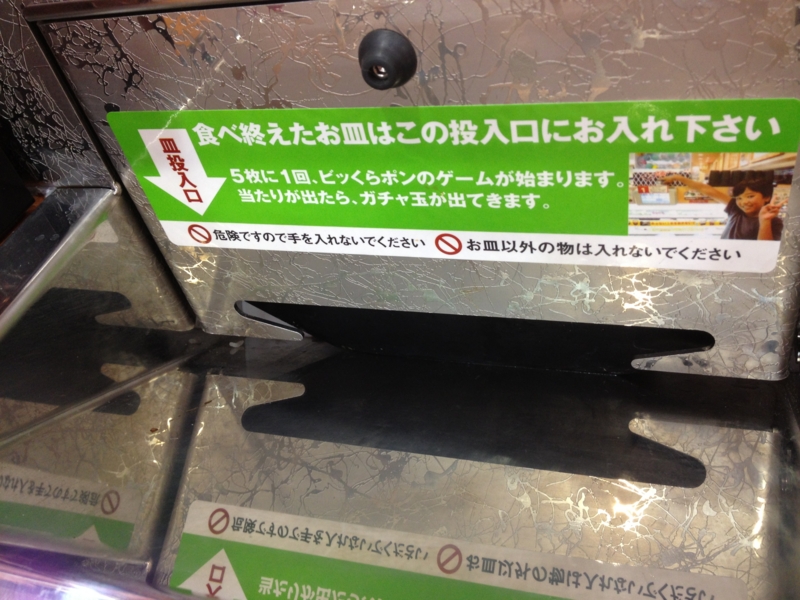 皿投入口
食べ終えたお皿はこの投入口にお入れ下さい
5枚に1回、ビッくらポンのゲームが始まります。
当たりが出たら、ガチャ玉が出てきます。
危険ですので手を入れないでください
お皿以外の物は入れないでください